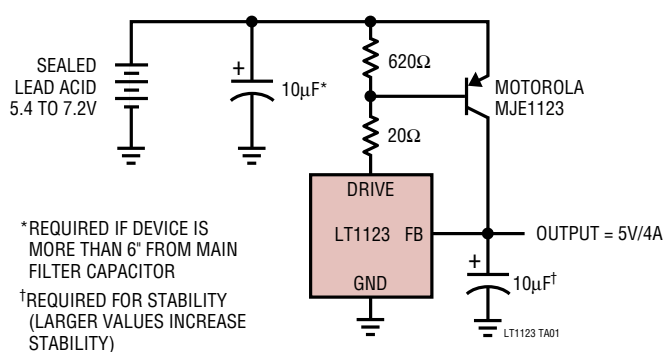 SEALED
LEAD ACID
5.4 TO 7.2V
+
10µF*
620Ω
20Ω
MOTOROLA
MJE1123
DRIVE
LT1123 FB
GND
OUTPUT = 5V/4A
+
10µF†
LT1123 TA01
*REQUIRED IF DEVICE IS
MORE THAN 6" FROM MAIN
FILTER CAPACITOR
†REQUIRED FOR STABILITY
(LARGER VALUES INCREASE
STABILITY)